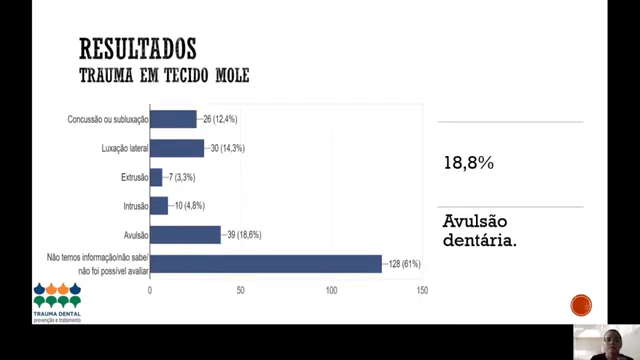 RESULTADOS
TRAUMA EM TECIDO MOLE
Concussão ou subluxação
26 (12,4%)
Luxação lateral
30 (14,3%)
Extrusão
7 (3,3%)
Intrusão
10 (4,8%)
Avulsão
39 (18,6%)
Não temos informação/não sabe/
não foi possível avaliar
128 (61%)
0
50
100
150
18,8%
Avulsão
dentária.
TRAUMA DENTAL
prevenção e tratamento